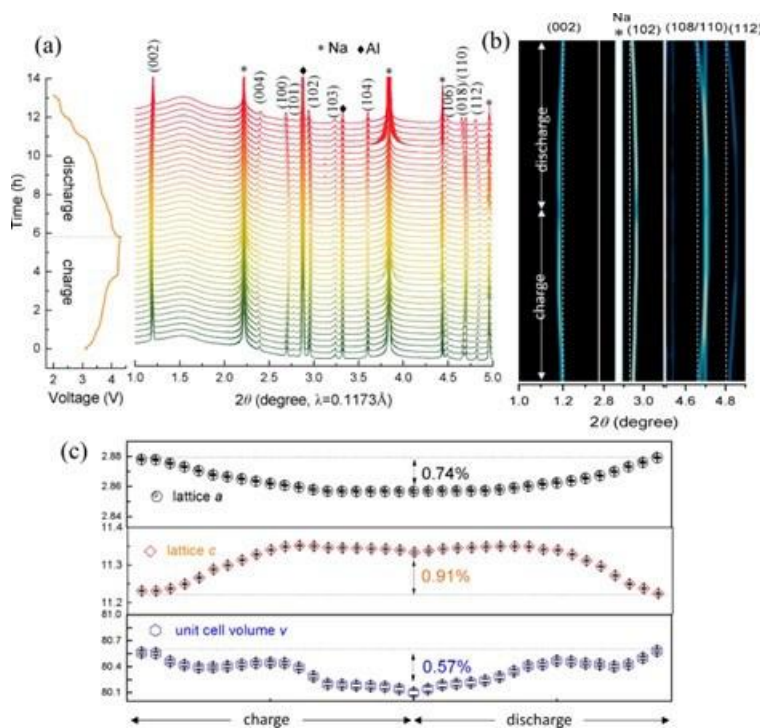 (a)
* Na ♦ Al
(002)
*
(004)
(100)
(101)
♦
(102)
(103)
♦
(104)
*
*
(106)
(018)
(110)
(112)
*
14
12
10
8
6
4
2
0
Time (h)
discharge
charge
2 3 4
Voltage (V)
1.0 1.5 2.0 2.5 3.0 3.5 4.0 4.5 5.0
2θ (degree, λ=0.1173Å)
(b)
Na
(002) * (102) (108/110) (112)
discharge
charge
1.0 1.2 2.8 3.0 4.6 4.8
2θ (degree)
(c)
2.88
2.86
2.84
lattice a
0.74%
11.4
11.3
11.2
lattice c
0.91%
81.0
80.7
80.4
80.1
unit cell volume v
0.57%
charge discharge